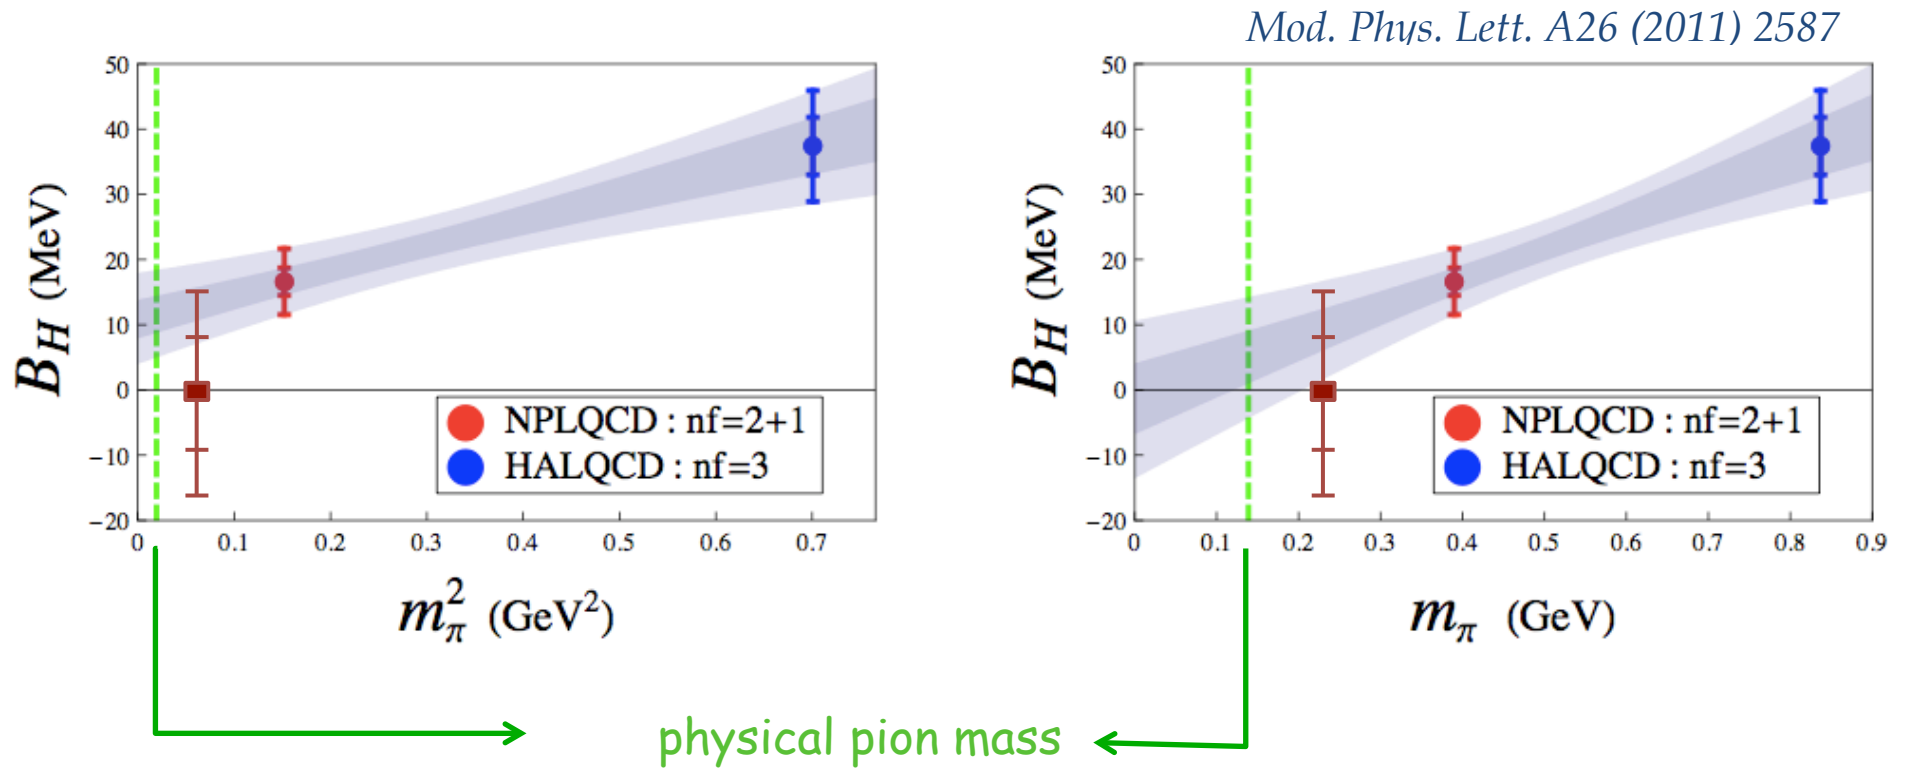 Mod. Phys. Lett. A26 (2011) 2587
50
40
30
20
10
0
−10
−20
B_H (MeV)
NPLQCD : nf=2+1
HALQCD : nf=3
0 0.1 0.2 0.3 0.4 0.5 0.6 0.7
m_π^2 (GeV^2)
50
40
30
20
10
0
−10
−20
B_H (MeV)
NPLQCD : nf=2+1
HALQCD : nf=3
0 0.1 0.2 0.3 0.4 0.5 0.6 0.7 0.8 0.9
m_π (GeV)
physical pion mass